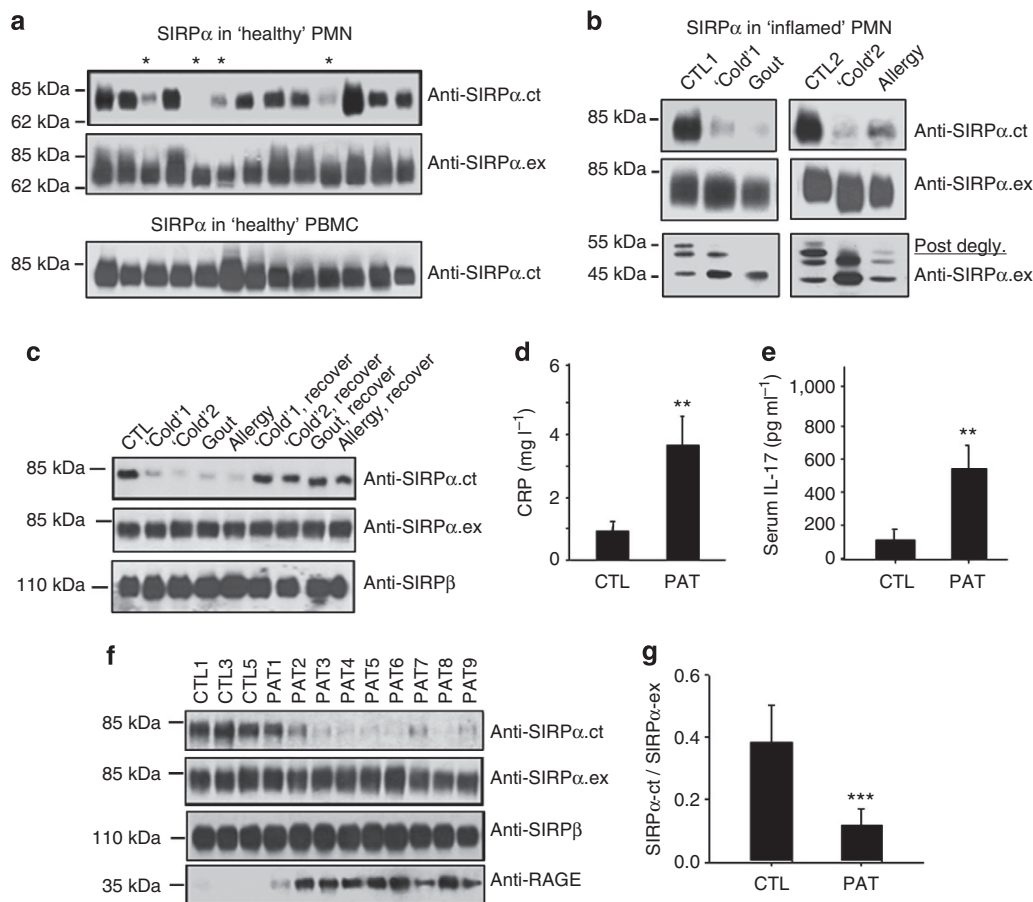 a
SIRPα in 'healthy' PMN
* * * *
85 kDa
62 kDa
Anti-SIRPα.ct
85 kDa
62 kDa
Anti-SIRPα.ex
SIRPα in 'healthy' PBMC
85 kDa
Anti-SIRPα.ct
b
SIRPα in 'inflamed' PMN
CTL1 'Cold'1 Gout CTL2 'Cold'2 Allergy
85 kDa
Anti-SIRPα.ct
85 kDa
Anti-SIRPα.ex
55 kDa
45 kDa
Post degly.
Anti-SIRPα.ex
c
CTL 'Cold'1 'Cold'2 Gout Allergy 'Cold'1, recover 'Cold'2, recover Gout, recover Allergy, recover
85 kDa
Anti-SIRPα.ct
85 kDa
Anti-SIRPα.ex
110 kDa
Anti-SIRPβ
d
CRP (mg l−1)
6
4
2
0
**
CTL PAT
e
Serum IL-17 (pg ml−1)
1,000
800
600
400
200
0
**
CTL PAT
f
CTL1 CTL3 CTL5 PAT1 PAT2 PAT3 PAT4 PAT5 PAT6 PAT7 PAT8 PAT9
85 kDa
Anti-SIRPα.ct
85 kDa
Anti-SIRPα.ex
110 kDa
Anti-SIRPβ
35 kDa
Anti-RAGE
g
SIRPα-ct / SIRPα-ex
0.6
0.4
0.2
0.0
***
CTL PAT